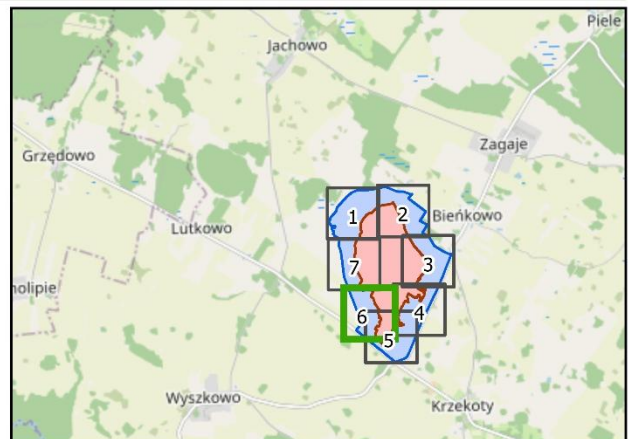 Piele
Jachowo
Zagaje
Grzędowo
1
2
Bieńkowo
Lutkowo
7
3
nolipie
6
4
5
Wyszkowo
Krzekoty